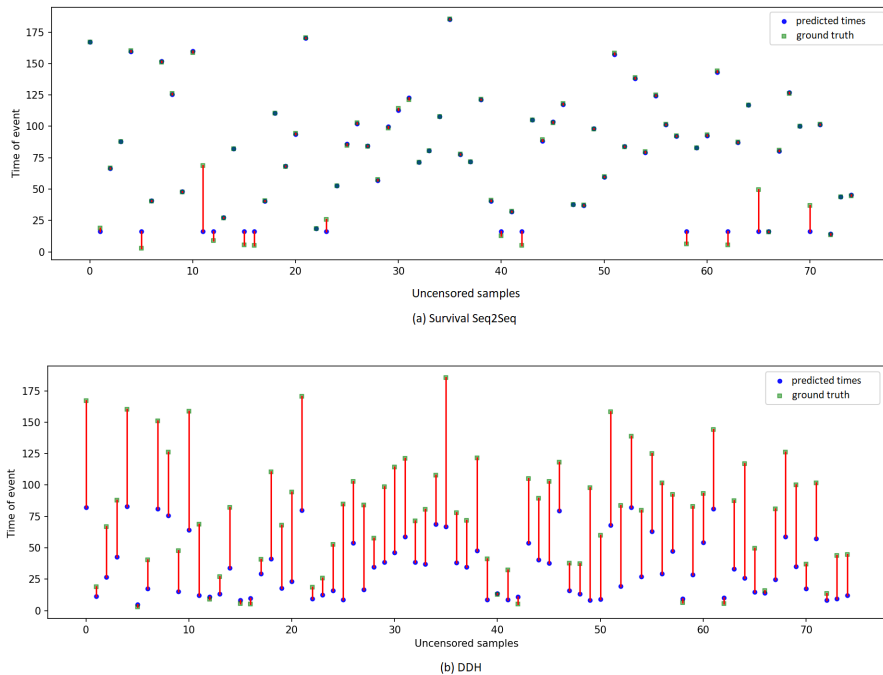 175
150
125
100
75
50
25
0
Time of event
predicted times
ground truth
0 10 20 30 40 50 60 70
Uncensored samples
(a) Survival Seq2Seq
175
150
125
100
75
50
25
0
Time of event
predicted times
ground truth
0 10 20 30 40 50 60 70
Uncensored samples
(b) DDH